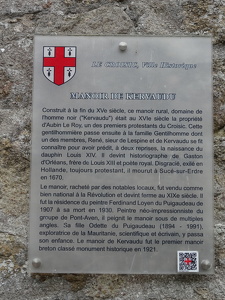 LE CROISIC, Ville Historique
MANOIR DE KERVAUDU
Construit à la fin du XVe siècle, ce manoir rural, domaine de
l'homme noir ("Kervaudu") était au XVIe siècle la propriété
d'Aubin Le Roy, un des premiers protestants du Croisic. Cette
gentilhommière passe ensuite à la famille Gentilhomme dont
un des membres, René, sieur de Lespine et de Kervaudu se fit
connaître pour avoir prédit, à deux reprises, la naissance du
dauphin Louis XIV. Il devint historiographe de Gaston
d'Orléans, frère de Louis XIII et poète royal. Disgracié, exilé en
Hollande, toujours protestant, il mourut à Sucé-sur-Erdre
en 1670.
Le manoir, racheté par des notables locaux, fut vendu comme
bien national à la Révolution et devint ferme au XIXe siècle. Il
fut la résidence du peintre Ferdinand Loyen du Puigaudeau de
1907 à sa mort en 1930. Peintre néo-impressionniste du
groupe de Pont-Aven, il peignit le manoir sous de multiples
angles. Sa fille Odette du Puigaudeau (1894 - 1991),
exploratrice de la Mauritanie, scientifique et écrivain, y passa
son enfance. Le manoir de Kervaudu fut le premier manoir
breton classé monument historique en 1921.